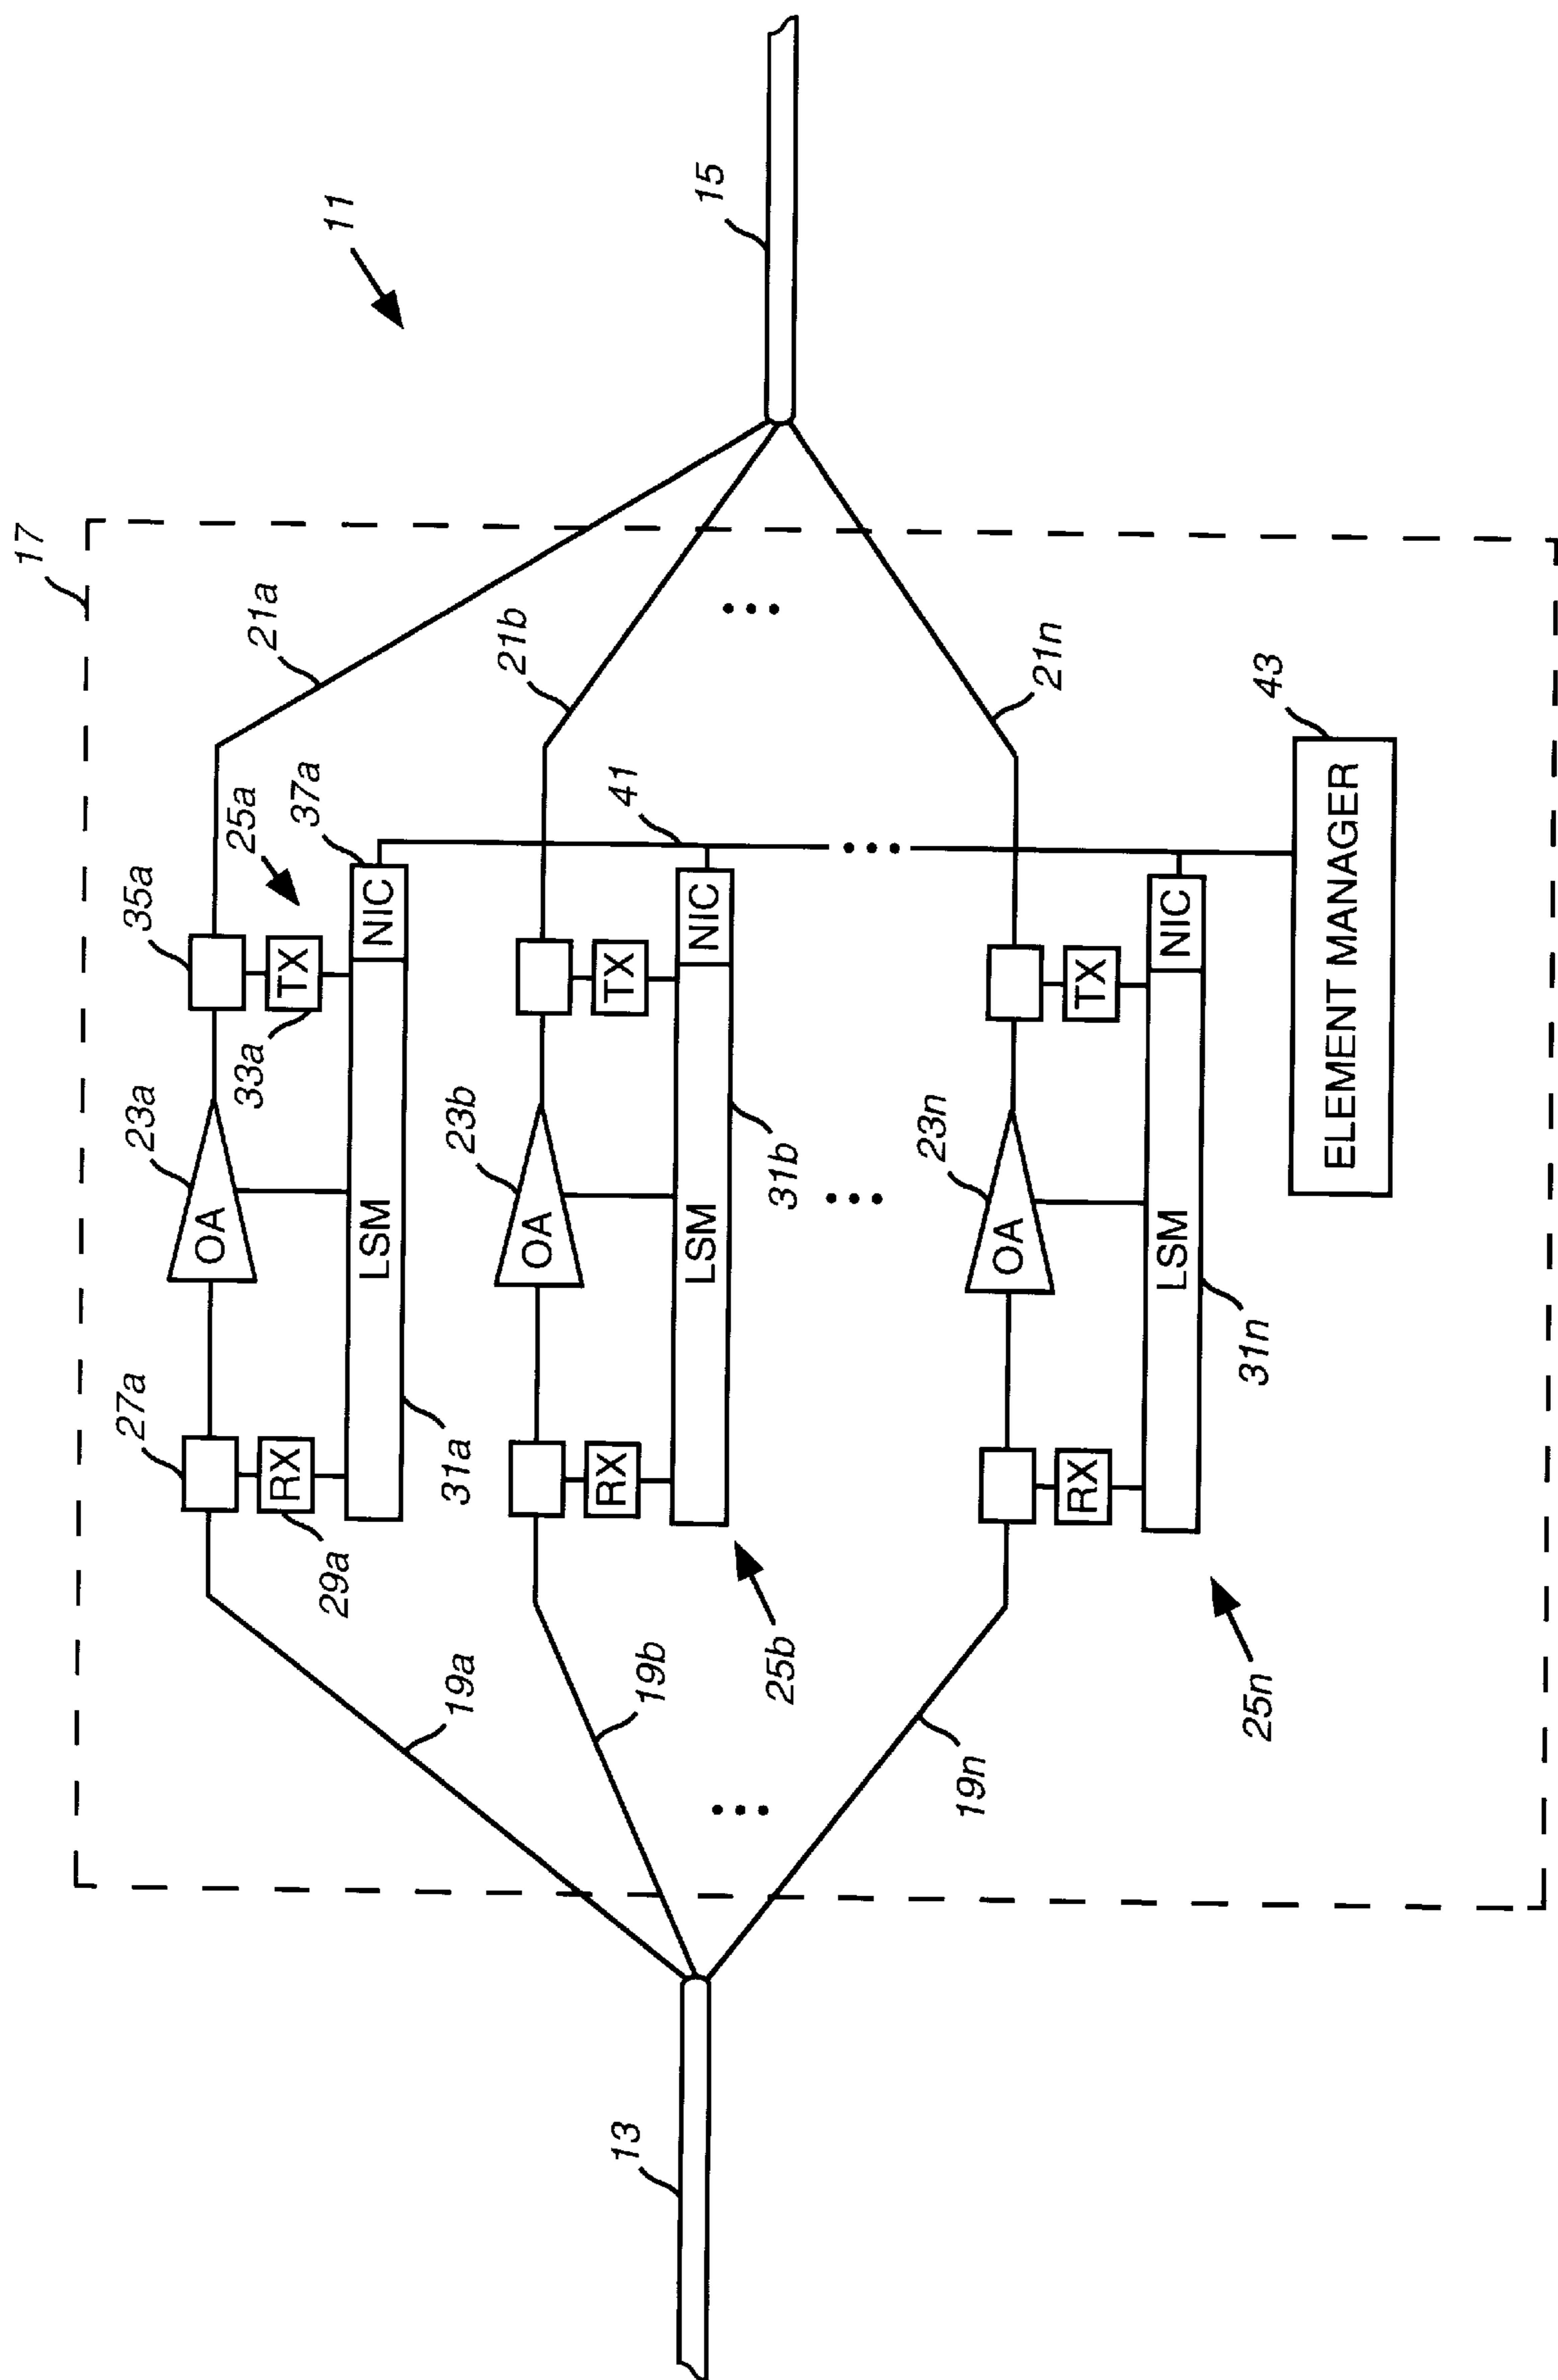 11
17
15
13
21a
21b
21n
35a
25a
37a
23a
33a
27a
29a
19a
31a
OA
RX
TX
LSM
NIC
41
23b
19b
31b
25b
OA
RX
TX
LSM
NIC
23n
19n
31n
25n
OA
RX
TX
LSM
NIC
43
ELEMENT MANAGER